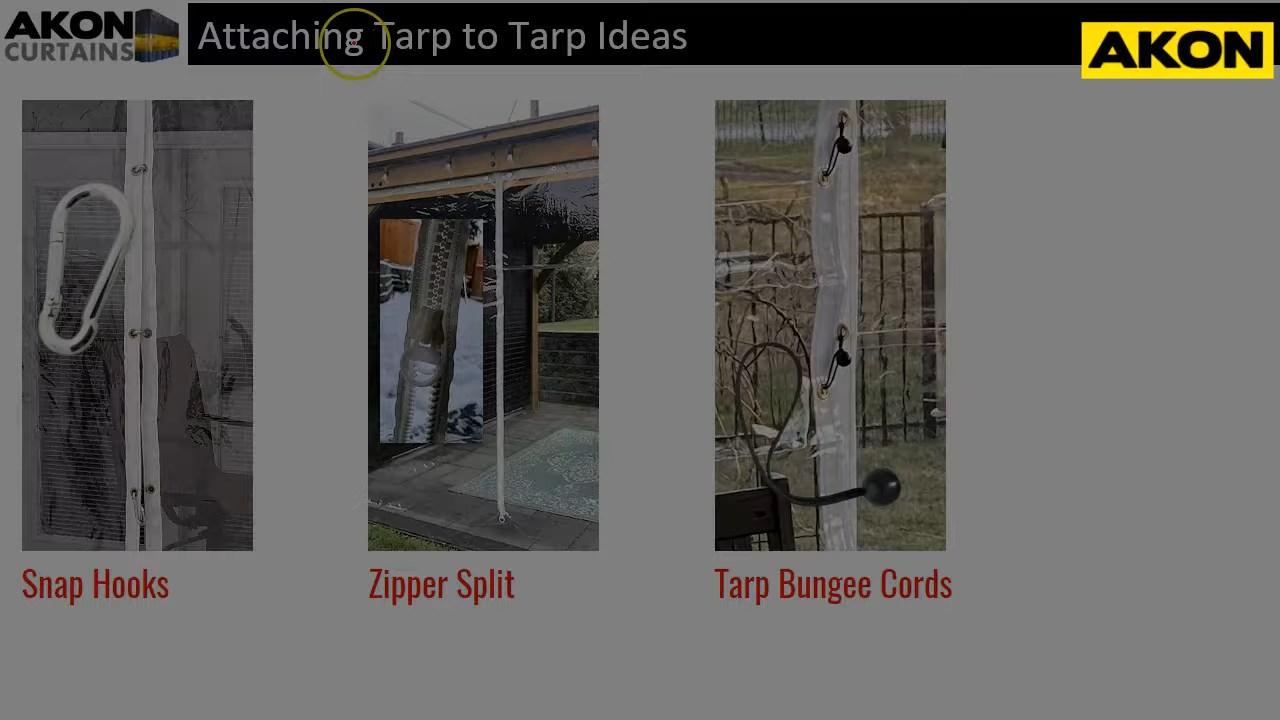 AKON
CURTAINS
Attaching Tarp to Tarp Ideas
AKON
Snap Hooks
Zipper Split
Tarp Bungee Cords